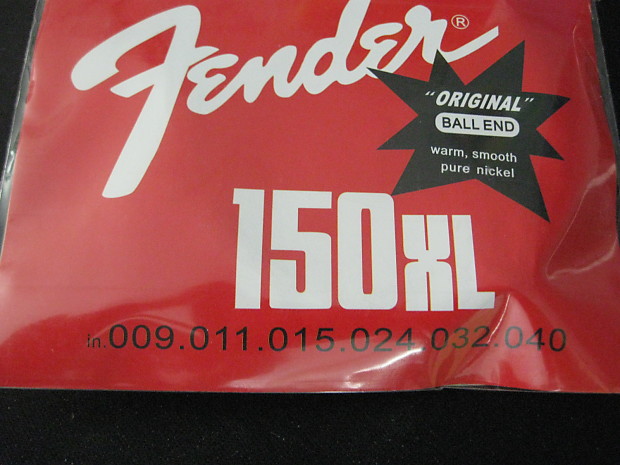 Fender®
"ORIGINAL"
BALL END
warm, smooth
pure nickel
150XL
in. 009.011.015.024.032.040